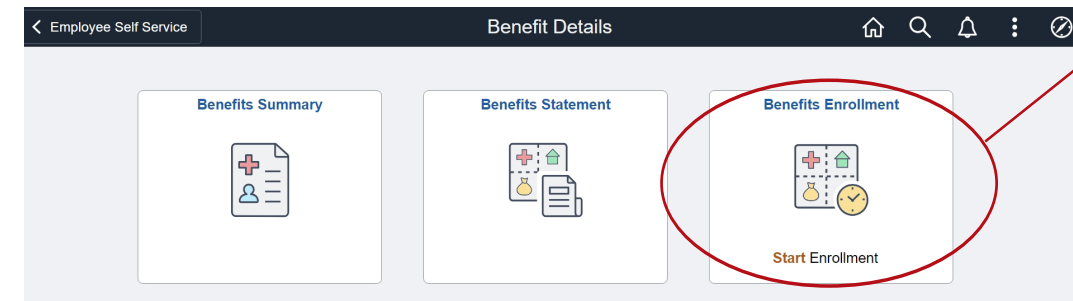 Employee Self Service
Benefit Details
Benefits Summary
Benefits Statement
Benefits Enrollment
Start Enrollment